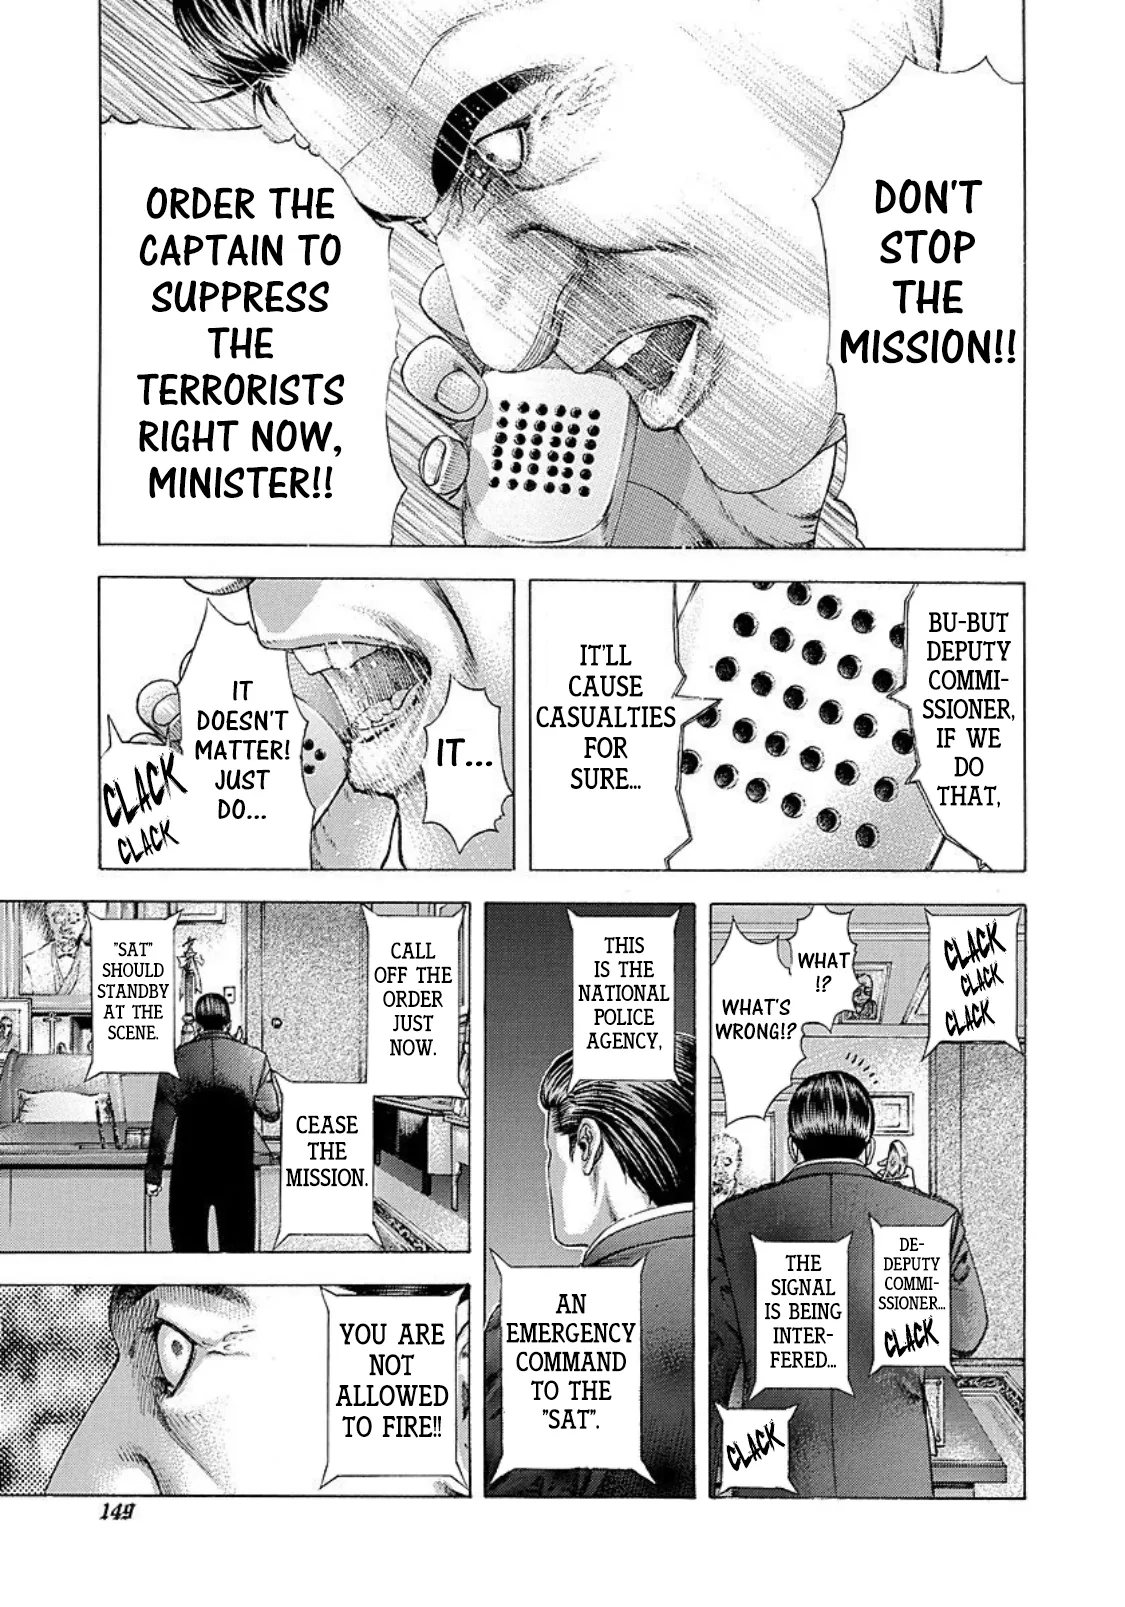 DON'T
STOP
THE
MISSION!!
ORDER THE
CAPTAIN TO
SUPPRESS
THE
TERRORISTS
RIGHT NOW,
MINISTER!!
BU-BUT
DEPUTY
COMMI-
SSIONER,
IF WE
DO
THAT,
IT'LL
CAUSE
CASUALTIES
FOR
SURE...
IT...
IT
DOESN'T
MATTER!
JUST
DO...
CLACK
CLACK
CLACK
CLACK
CLACK
WHAT
!?
WHAT'S
WRONG!?
DE-
DEPUTY
COMMI-
SSIONER...
CLACK
THE
SIGNAL
IS BEING
INTER-
FERED...
CLACK
THIS
IS THE
NATIONAL
POLICE
AGENCY,
AN
EMERGENCY
COMMAND
TO THE
"SAT".
CALL
OFF THE
ORDER
JUST
NOW.
CEASE
THE
MISSION.
"SAT"
SHOULD
STANDBY
AT THE
SCENE.
YOU ARE
NOT
ALLOWED
TO FIRE!!
149